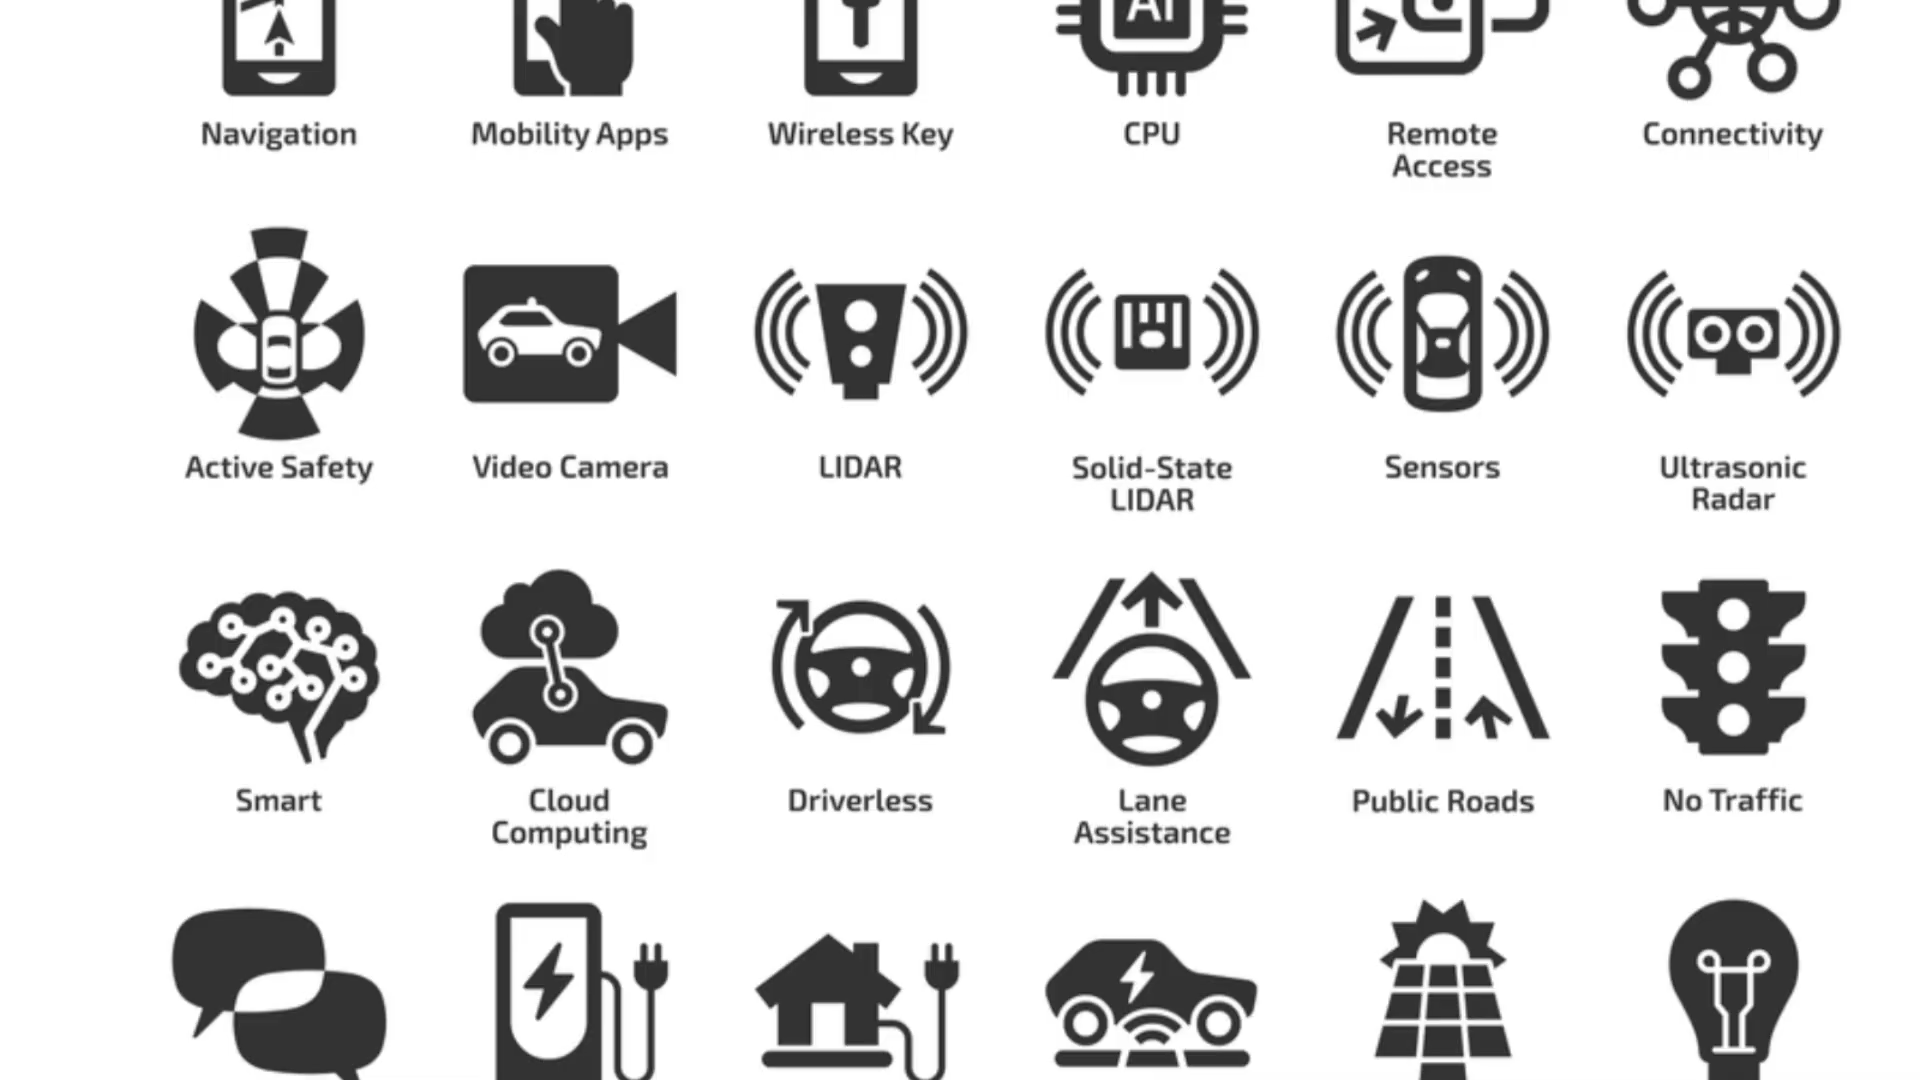 AI
Navigation
Mobility Apps
Wireless Key
CPU
Remote
Access
Connectivity
Active Safety
Video Camera
LIDAR
Solid-State
LIDAR
Sensors
Ultrasonic
Radar
Smart
Cloud
Computing
Driverless
Lane
Assistance
Public Roads
No Traffic